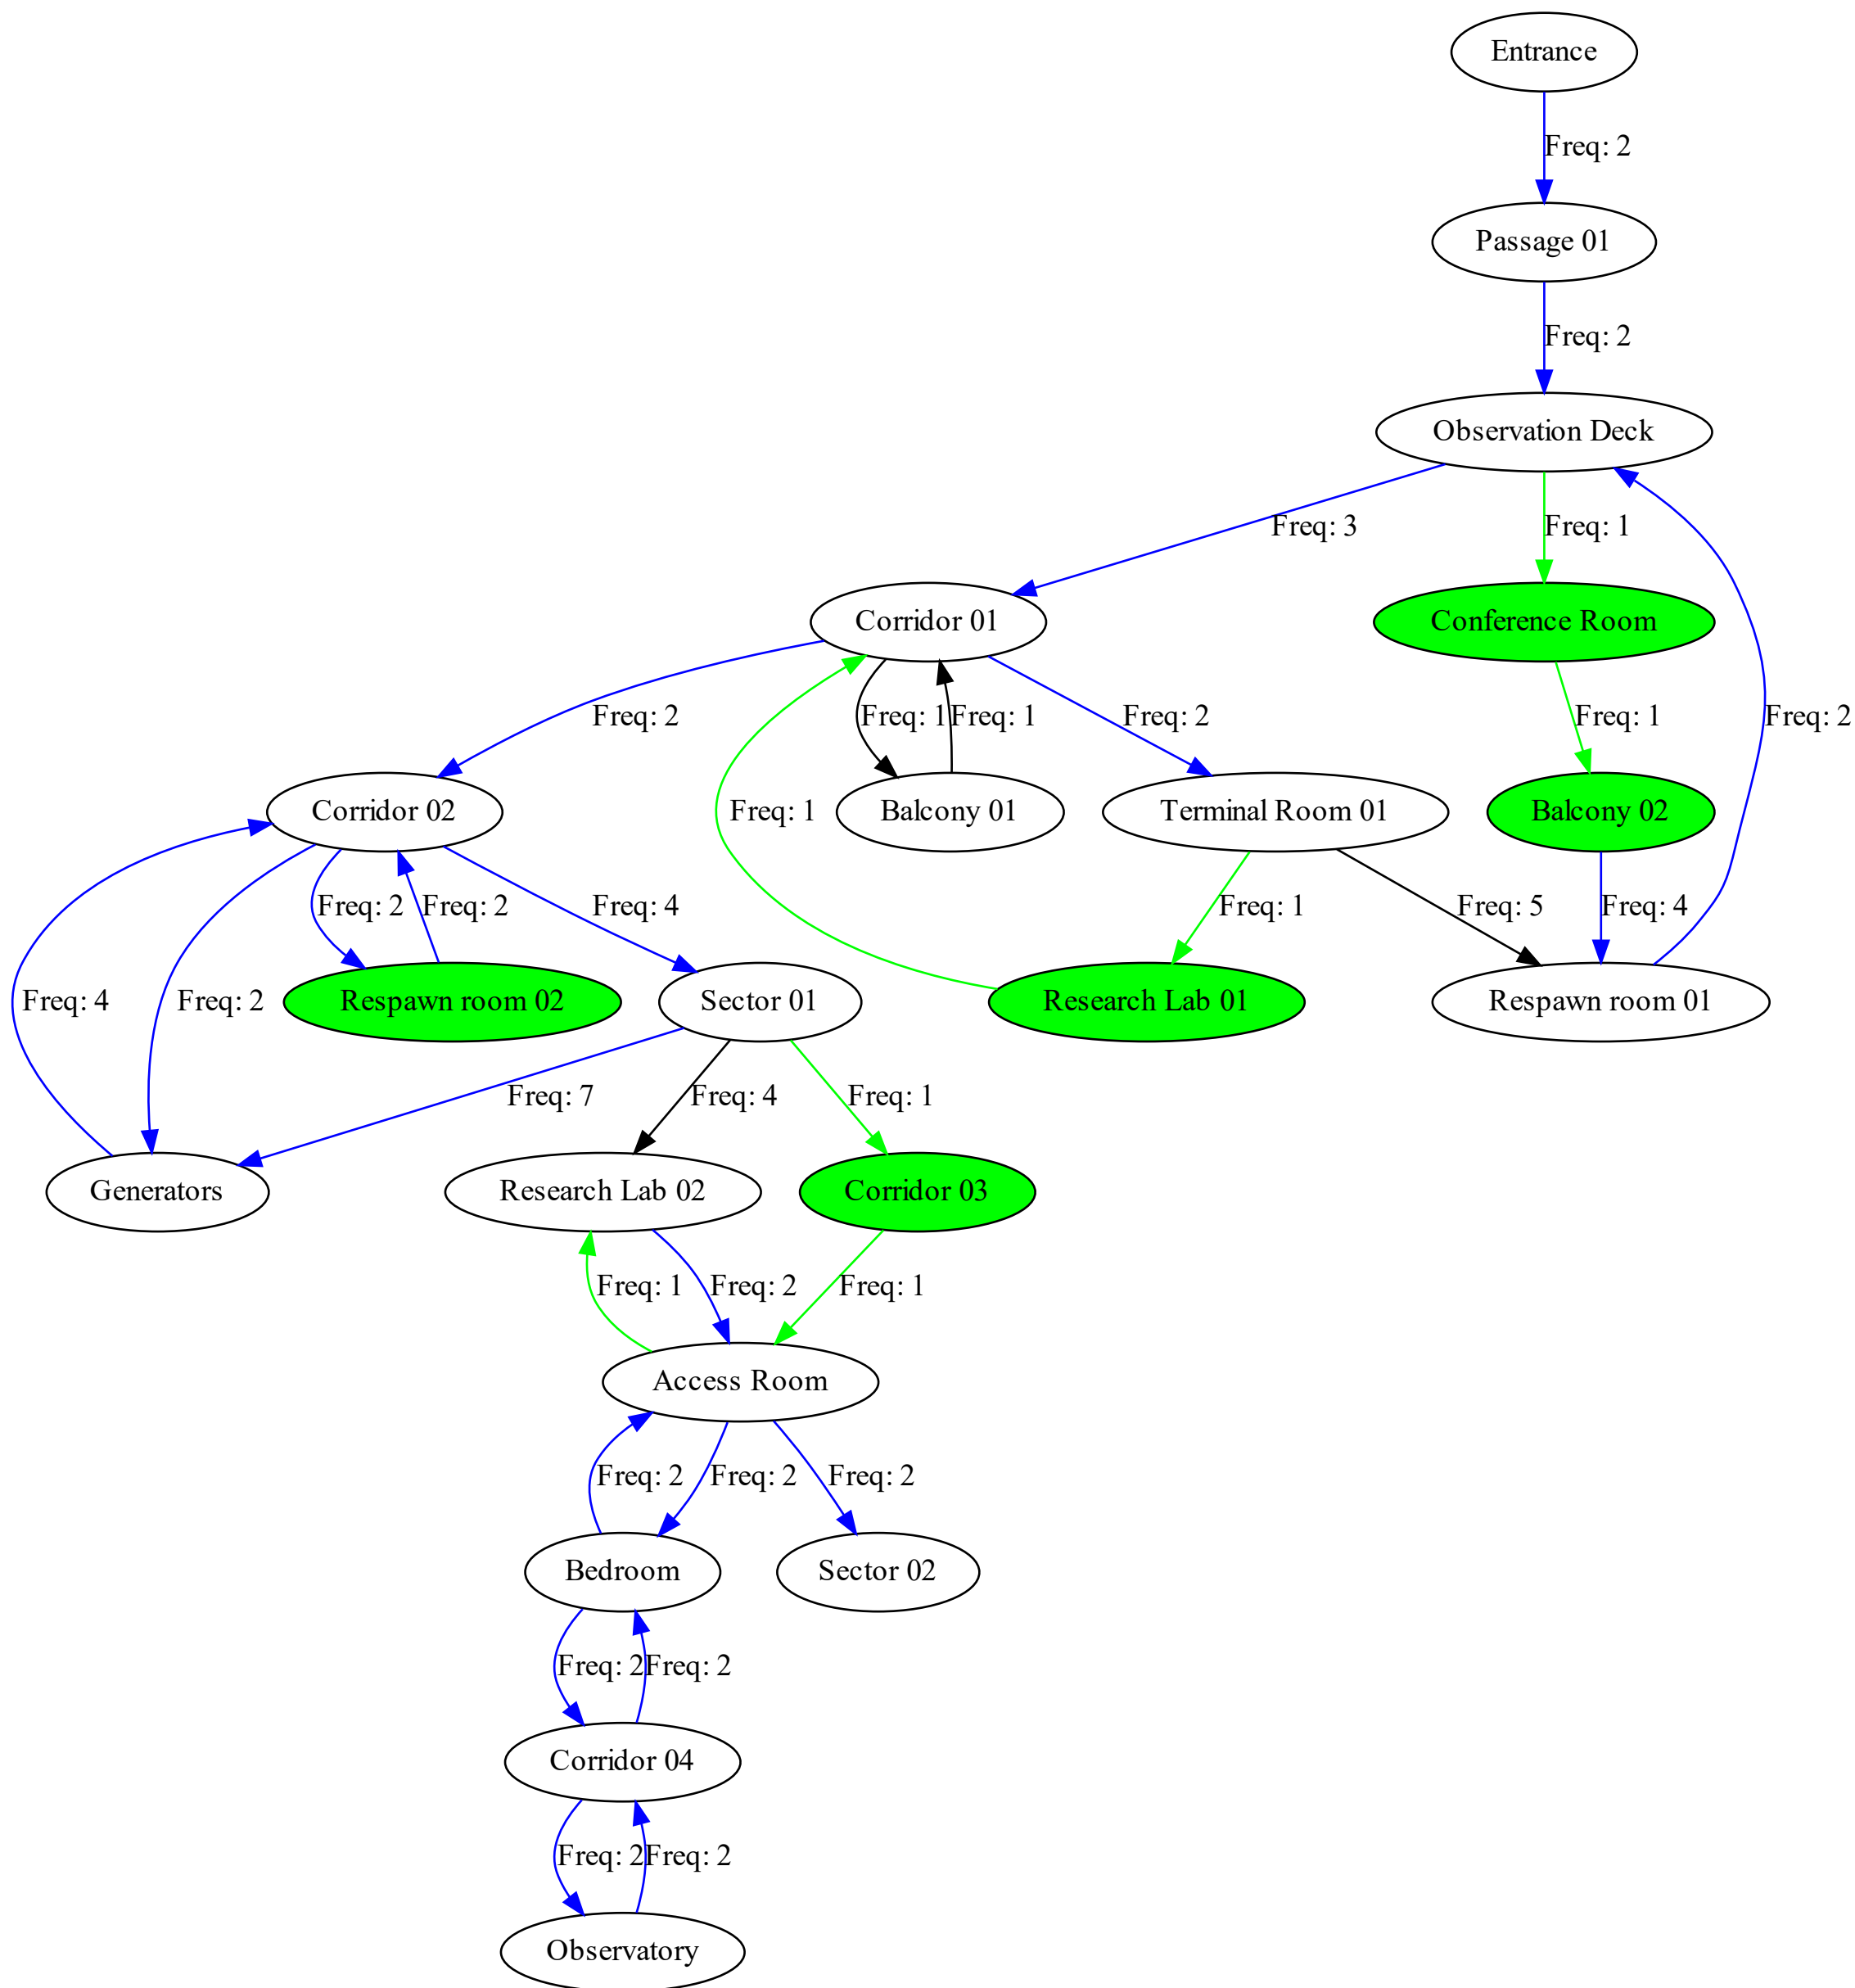 Entrance
Freq: 2
Passage 01
Freq: 2
Observation Deck
Freq: 3
Freq: 1
Corridor 01
Conference Room
Freq: 2
Freq: 1
Freq: 1
Freq: 2
Freq: 1
Freq: 2
Freq: 1
Corridor 02
Balcony 01
Terminal Room 01
Balcony 02
Freq: 2
Freq: 2
Freq: 4
Freq: 1
Freq: 5
Freq: 4
Freq: 4
Freq: 2
Respawn room 02
Sector 01
Research Lab 01
Respawn room 01
Freq: 7
Freq: 4
Freq: 1
Generators
Research Lab 02
Corridor 03
Freq: 1
Freq: 2
Freq: 1
Access Room
Freq: 2
Freq: 2
Freq: 2
Bedroom
Sector 02
Freq: 2
Freq: 2
Corridor 04
Freq: 2
Freq: 2
Observatory